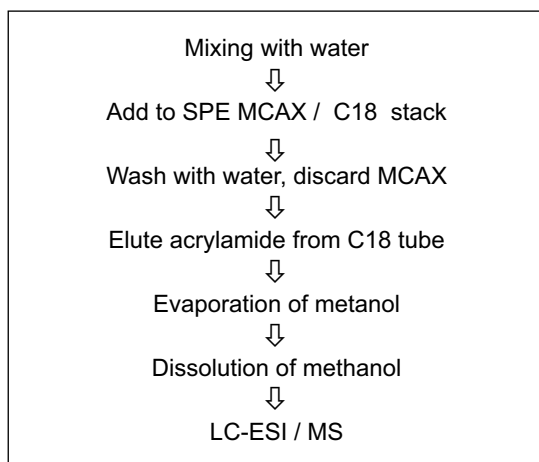 Mixing with water
⇩
Add to SPE MCAX / C18 stack
⇩
Wash with water, discard MCAX
⇩
Elute acrylamide from C18 tube
⇩
Evaporation of metanol
⇩
Dissolution of methanol
⇩
LC-ESI / MS